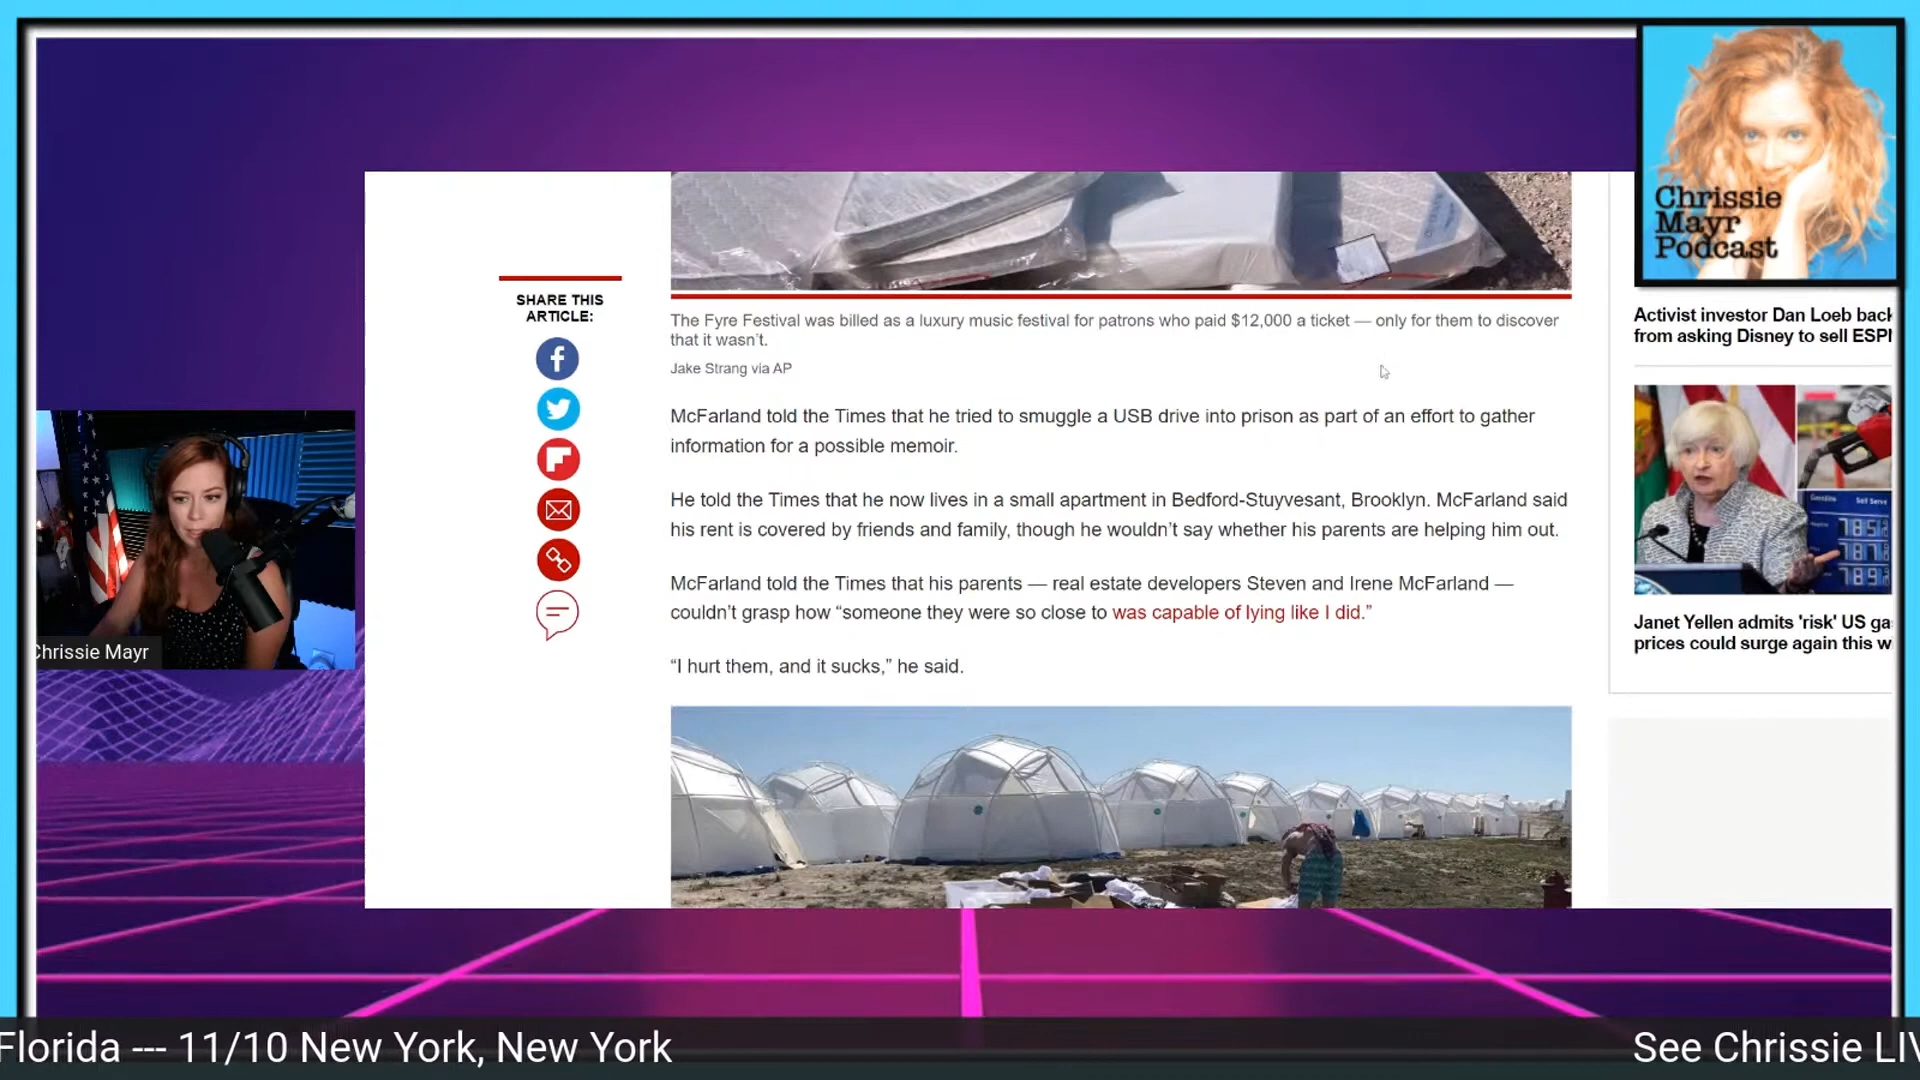 Chrissie
Mayr
Podcast
SHARE THIS
ARTICLE:
The Fyre Festival was billed as a luxury music festival for patrons who paid $12,000 a ticket — only for them to discover
that it wasn't.
Jake Strang via AP
McFarland told the Times that he tried to smuggle a USB drive into prison as part of an effort to gather
information for a possible memoir.
He told the Times that he now lives in a small apartment in Bedford-Stuyvesant, Brooklyn. McFarland said
his rent is covered by friends and family, though he wouldn't say whether his parents are helping him out.
McFarland told the Times that his parents — real estate developers Steven and Irene McFarland —
couldn't grasp how “someone they were so close to was capable of lying like I did.”
“I hurt them, and it sucks,” he said.
Activist investor Dan Loeb back
from asking Disney to sell ESP
Janet Yellen admits 'risk' US ga
prices could surge again this w
Chrissie Mayr
Florida --- 11/10 New York, New York
See Chrissie LIV